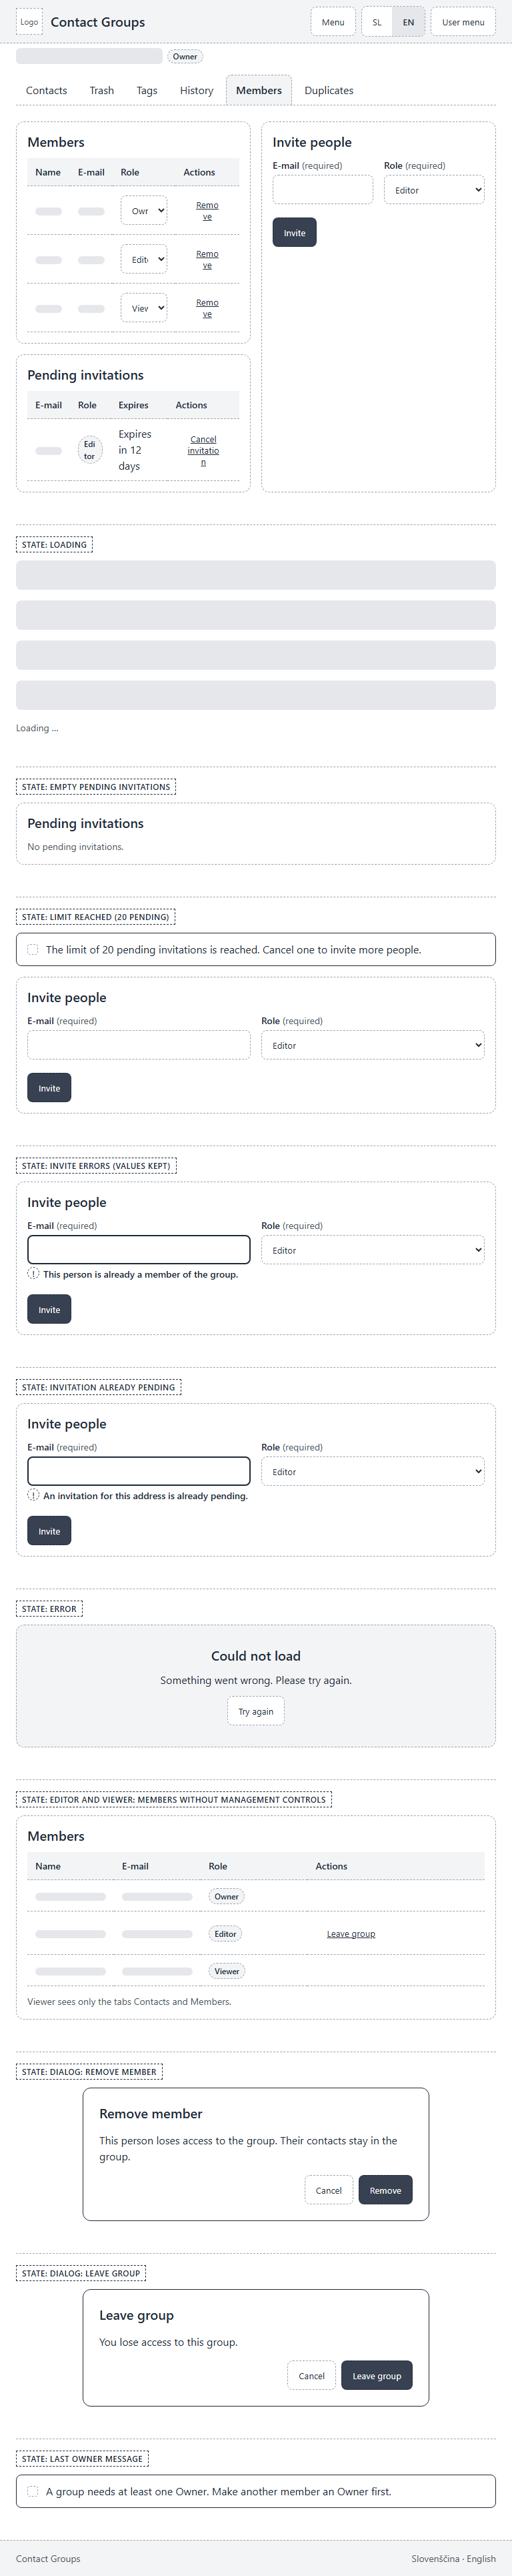 Logo
Contact Groups
Menu
SL
EN
User menu
Owner
Contacts
Trash
Tags
History
Members
Duplicates
Members
Name
E-mail
Role
Actions
Owr
Remo
ve
Edit
Remo
ve
View
Remo
ve
Invite people
E-mail (required)
Role (required)
Editor
Invite
Pending invitations
E-mail
Role
Expires
Actions
Edi
tor
Expires
in 12
days
Cancel
invitatio
n
STATE: LOADING
Loading ...
STATE: EMPTY PENDING INVITATIONS
Pending invitations
No pending invitations.
STATE: LIMIT REACHED (20 PENDING)
The limit of 20 pending invitations is reached. Cancel one to invite more people.
Invite people
E-mail (required)
Role (required)
Editor
Invite
STATE: INVITE ERRORS (VALUES KEPT)
Invite people
E-mail (required)
Role (required)
Editor
! This person is already a member of the group.
Invite
STATE: INVITATION ALREADY PENDING
Invite people
E-mail (required)
Role (required)
Editor
! An invitation for this address is already pending.
Invite
STATE: ERROR
Could not load
Something went wrong. Please try again.
Try again
STATE: EDITOR AND VIEWER: MEMBERS WITHOUT MANAGEMENT CONTROLS
Members
Name
E-mail
Role
Actions
Owner
Editor
Leave group
Viewer
Viewer sees only the tabs Contacts and Members.
STATE: DIALOG: REMOVE MEMBER
Remove member
This person loses access to the group. Their contacts stay in the
group.
Cancel
Remove
STATE: DIALOG: LEAVE GROUP
Leave group
You lose access to this group.
Cancel
Leave group
STATE: LAST OWNER MESSAGE
A group needs at least one Owner. Make another member an Owner first.
Contact Groups
Slovenščina · English